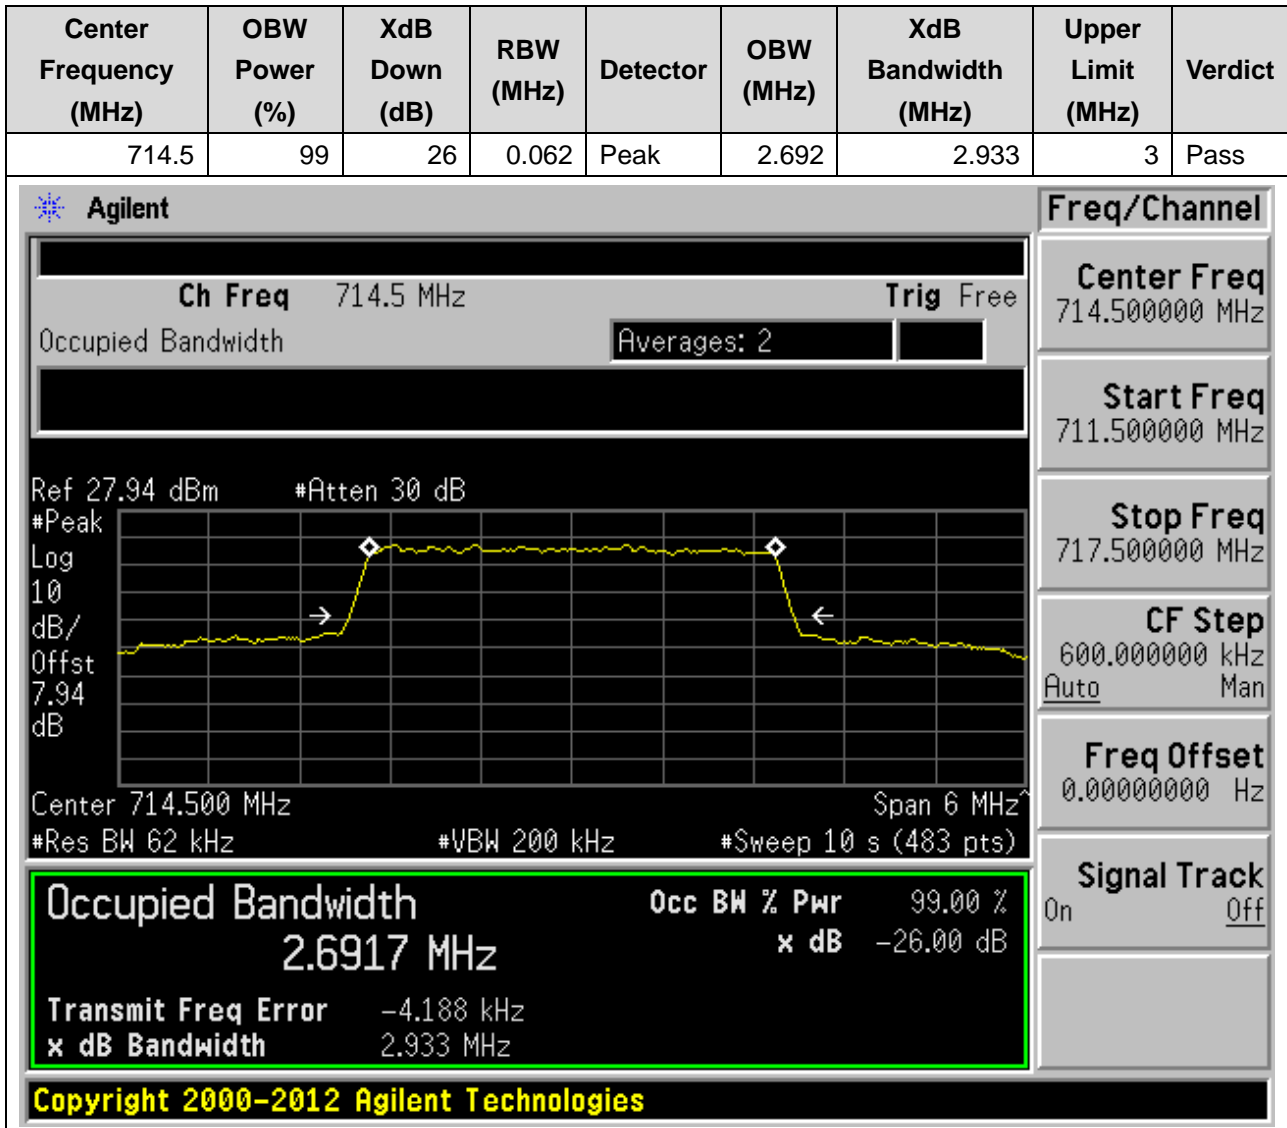 Center Frequency (MHz) OBW Power (%) XdB Down (dB) RBW (MHz) Detector OBW (MHz) XdB Bandwidth (MHz) Upper Limit (MHz) Verdict
714.5 99 26 0.062 Peak 2.692 2.933 3 Pass
Agilent
Freq/Channel
Ch Freq 714.5 MHz Trig Free
Occupied Bandwidth Averages: 2
Center Freq
714.500000 MHz
Start Freq
711.500000 MHz
Stop Freq
717.500000 MHz
CF Step
600.000000 kHz
Auto Man
Freq Offset
0.00000000 Hz
Signal Track
On Off
Ref 27.94 dBm #Atten 30 dB
#Peak
Log
10
dB/
Offst
7.94
dB
Center 714.500 MHz Span 6 MHz^
#Res BW 62 kHz #VBW 200 kHz #Sweep 10 s (483 pts)
Occupied Bandwidth Occ BW % Pwr 99.00 %
2.6917 MHz x dB -26.00 dB
Transmit Freq Error -4.188 kHz
x dB Bandwidth 2.933 MHz
Copyright 2000-2012 Agilent Technologies